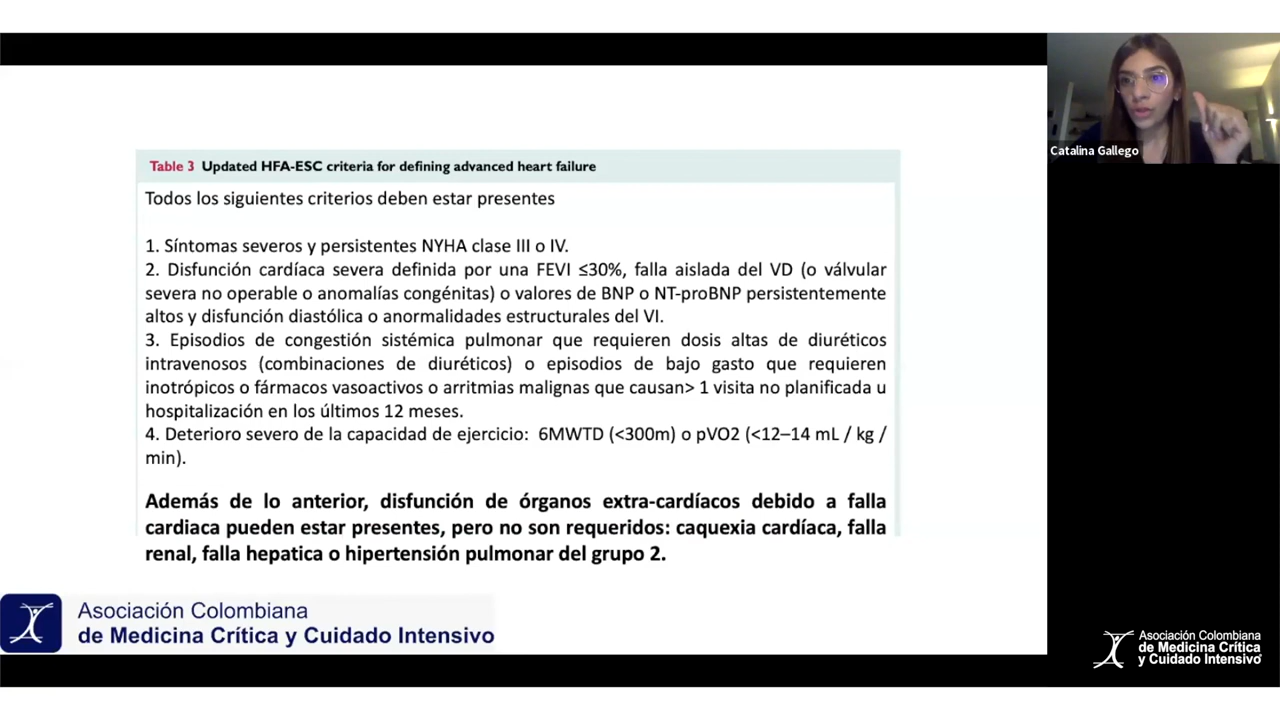 Table 3 Updated HFA-ESC criteria for defining advanced heart failure
Todos los siguientes criterios deben estar presentes
1. Síntomas severos y persistentes NYHA clase III o IV.
2. Disfunción cardíaca severa definida por una FEVI ≤30%, falla aislada del VD (o válvular
severa no operable o anomalías congénitas) o valores de BNP o NT-proBNP persistentemente
altos y disfunción diastólica o anormalidades estructurales del VI.
3. Episodios de congestión sistémica pulmonar que requieren dosis altas de diuréticos
intravenosos (combinaciones de diuréticos) o episodios de bajo gasto que requieren
inotrópicos o fármacos vasoactivos o arritmias malignas que causan> 1 visita no planificada u
hospitalización en los últimos 12 meses.
4. Deterioro severo de la capacidad de ejercicio: 6MWTD (<300m) o pVO2 (<12–14 mL / kg /
min).
Además de lo anterior, disfunción de órganos extra-cardíacos debido a falla
cardiaca pueden estar presentes, pero no son requeridos: caquexia cardíaca, falla
renal, falla hepatica o hipertensión pulmonar del grupo 2.
Asociación Colombiana
de Medicina Crítica y Cuidado Intensivo
Catalina Gallego
Asociación Colombiana
de Medicina Crítica
y Cuidado Intensivo